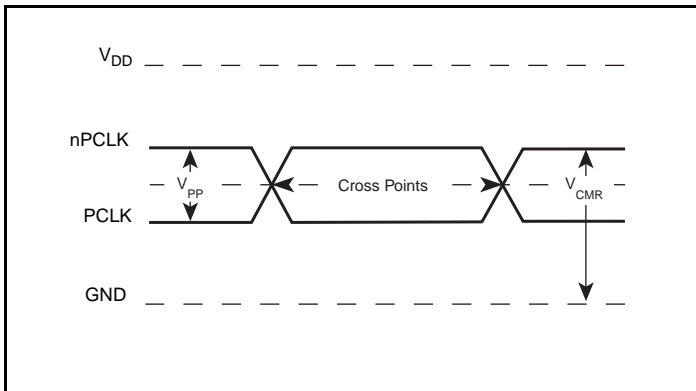 VDD
nPCLK
VPP
Cross Points
VCMR
PCLK
GND